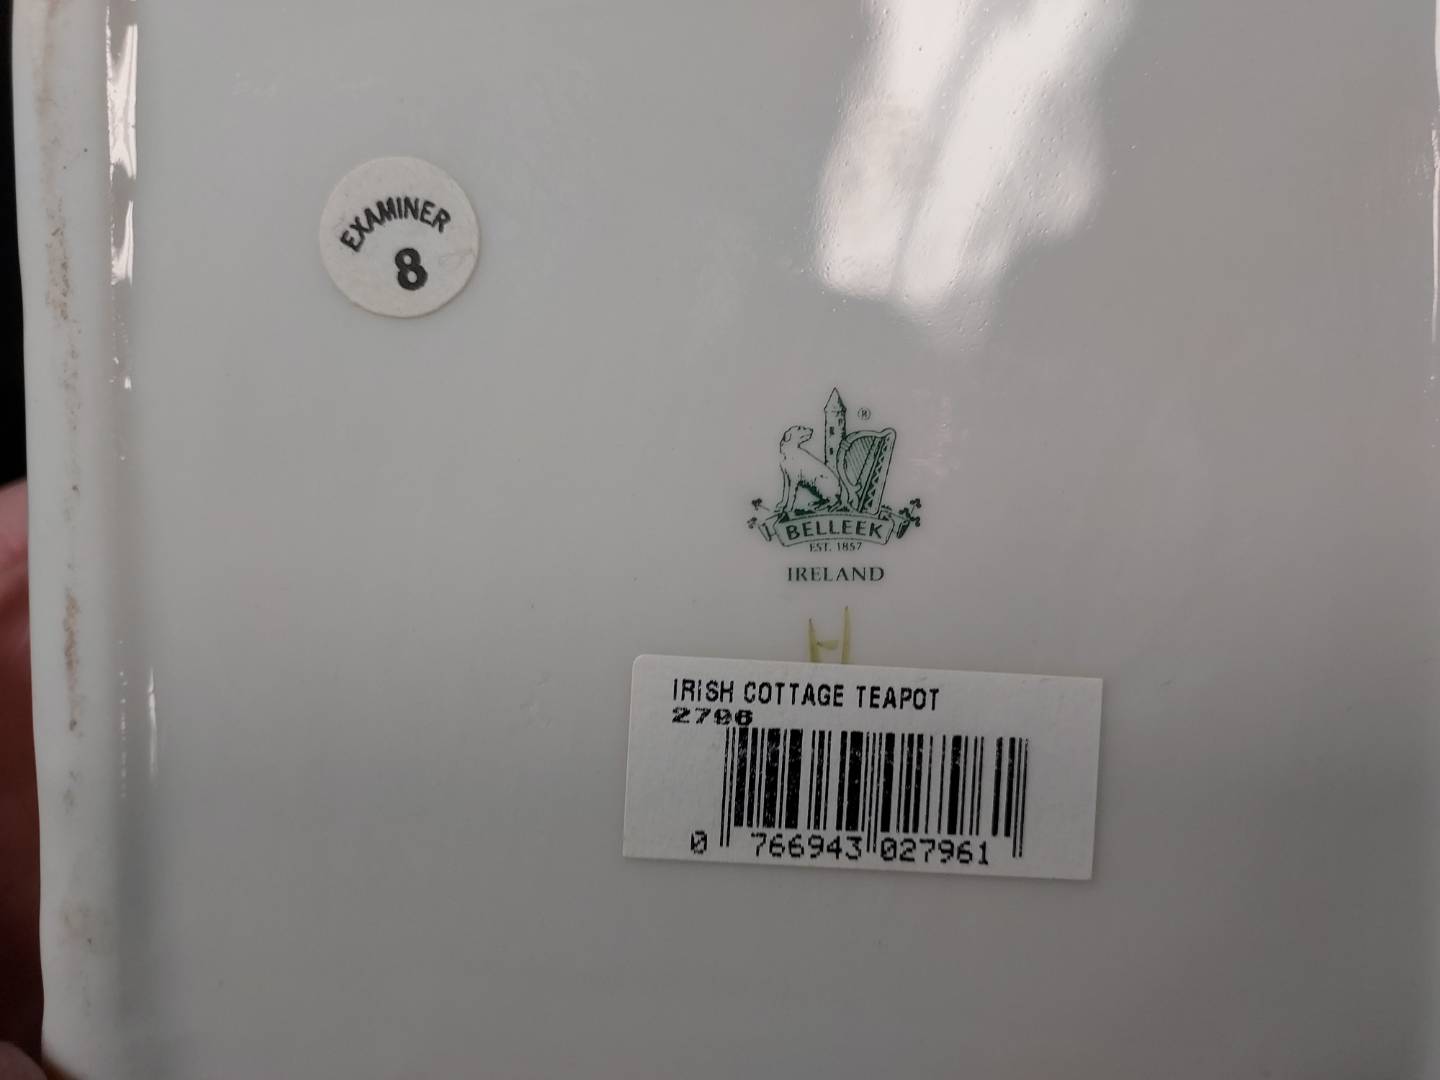 EXAMINER
8
®
BELLEEK
EST. 1857
IRELAND
H
IRISH COTTAGE TEAPOT
2796
0 766943 027961